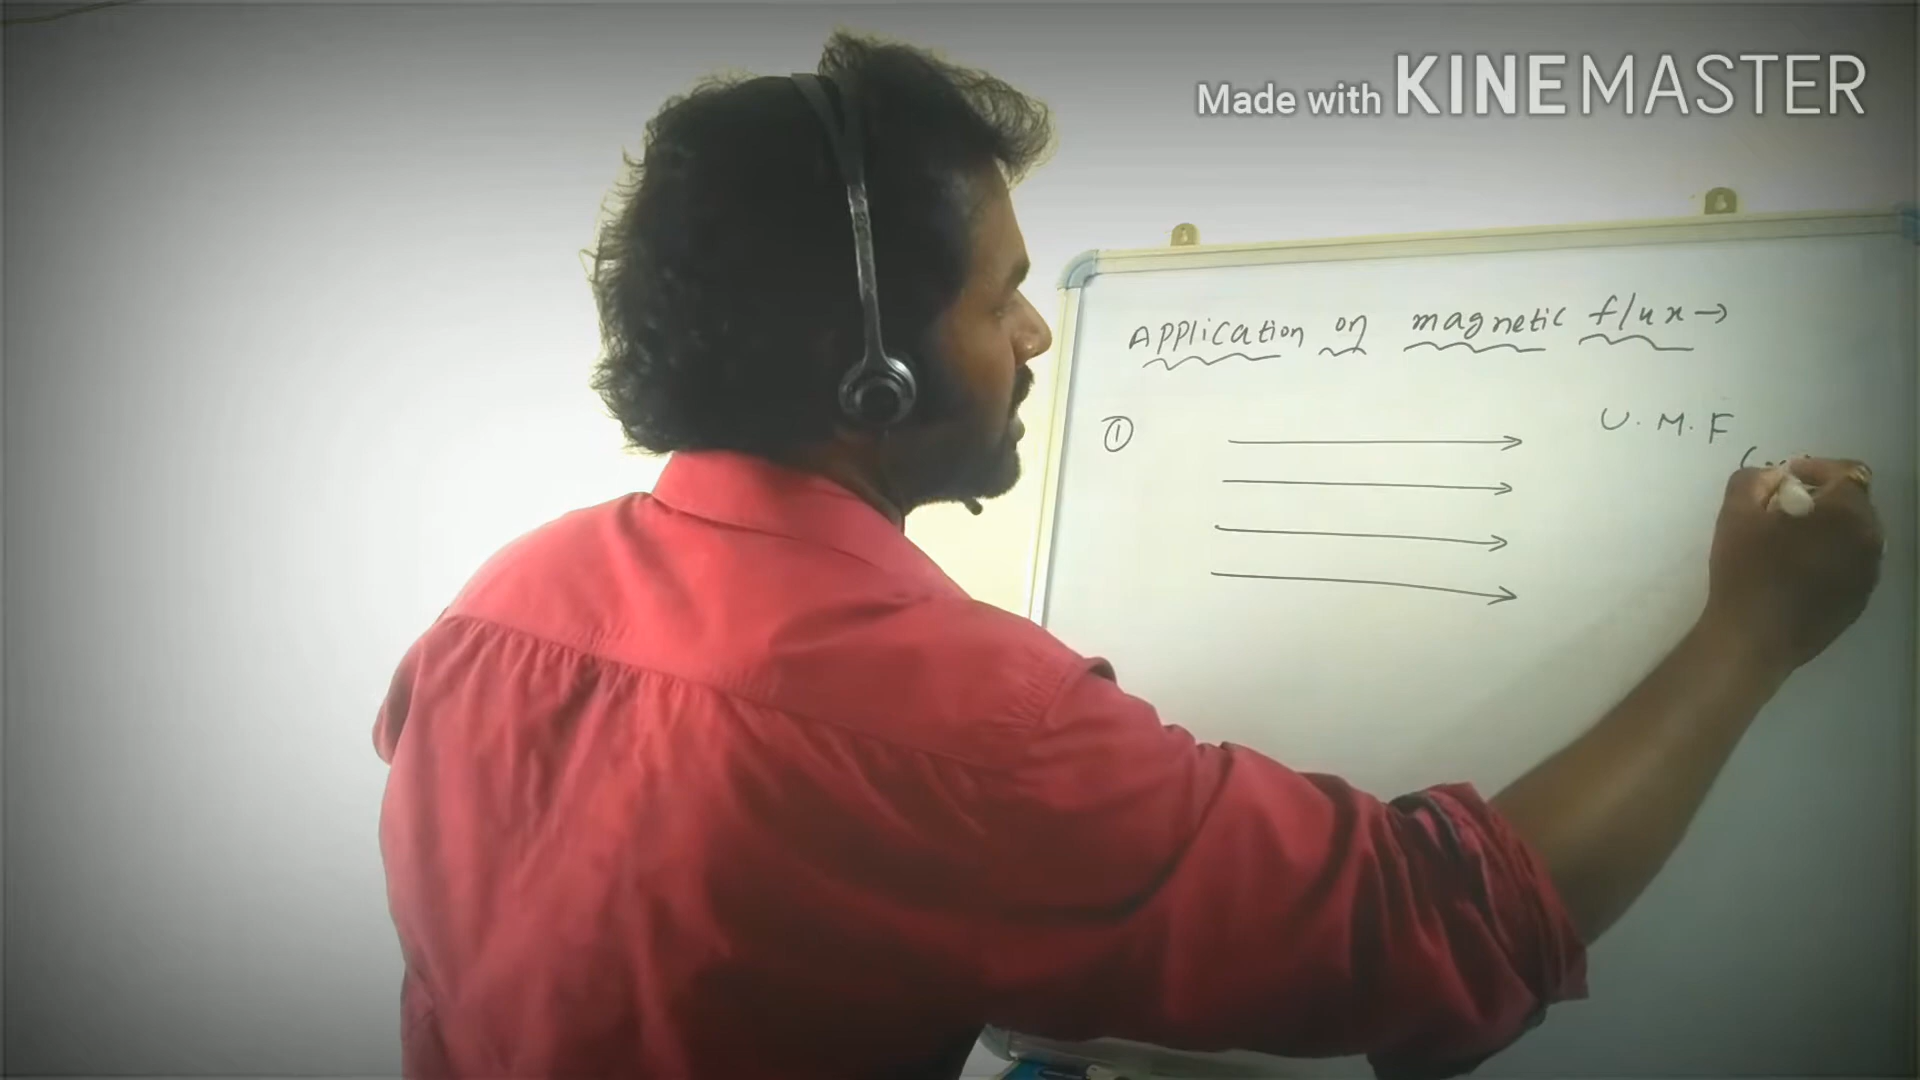 Made with KINEMASTER
Application on magnetic flux →
① U.M.F